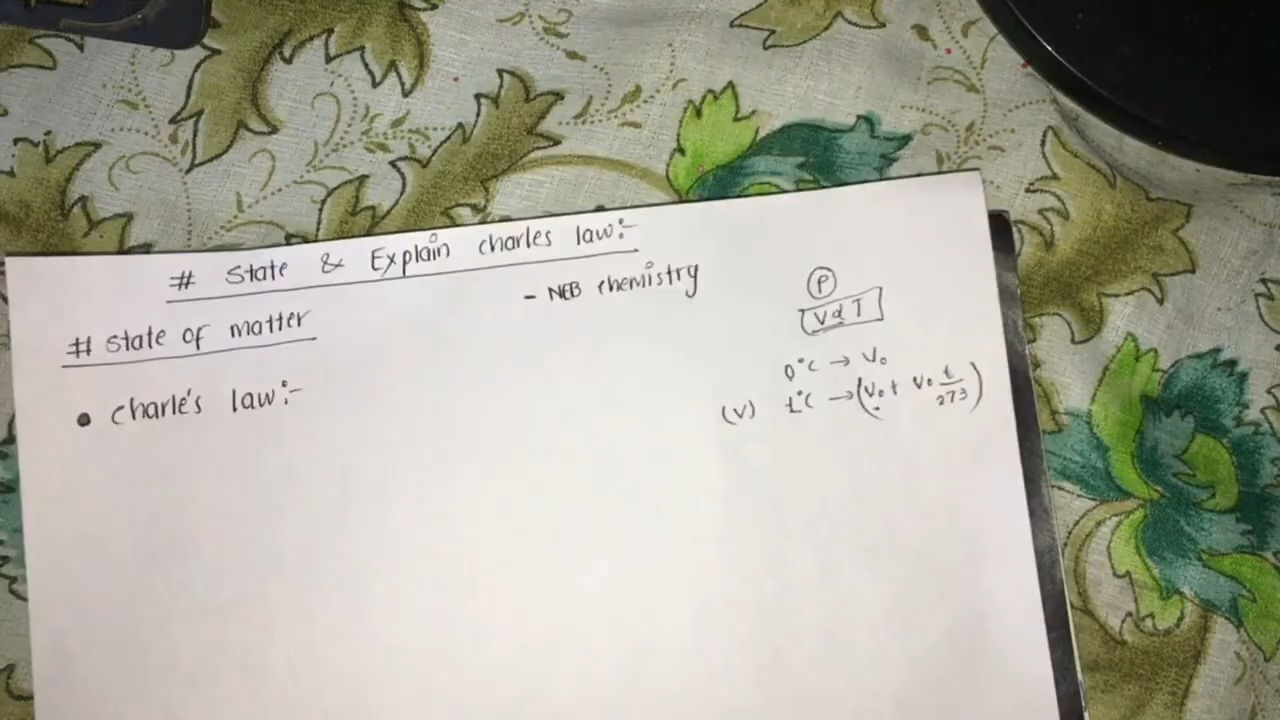 # State & Explain charles law:-
- NEB chemistry
# State of matter
• charle's law:-
P
V α T
0°C → V₀
(V) t°C → (V₀ + V₀ t/273)